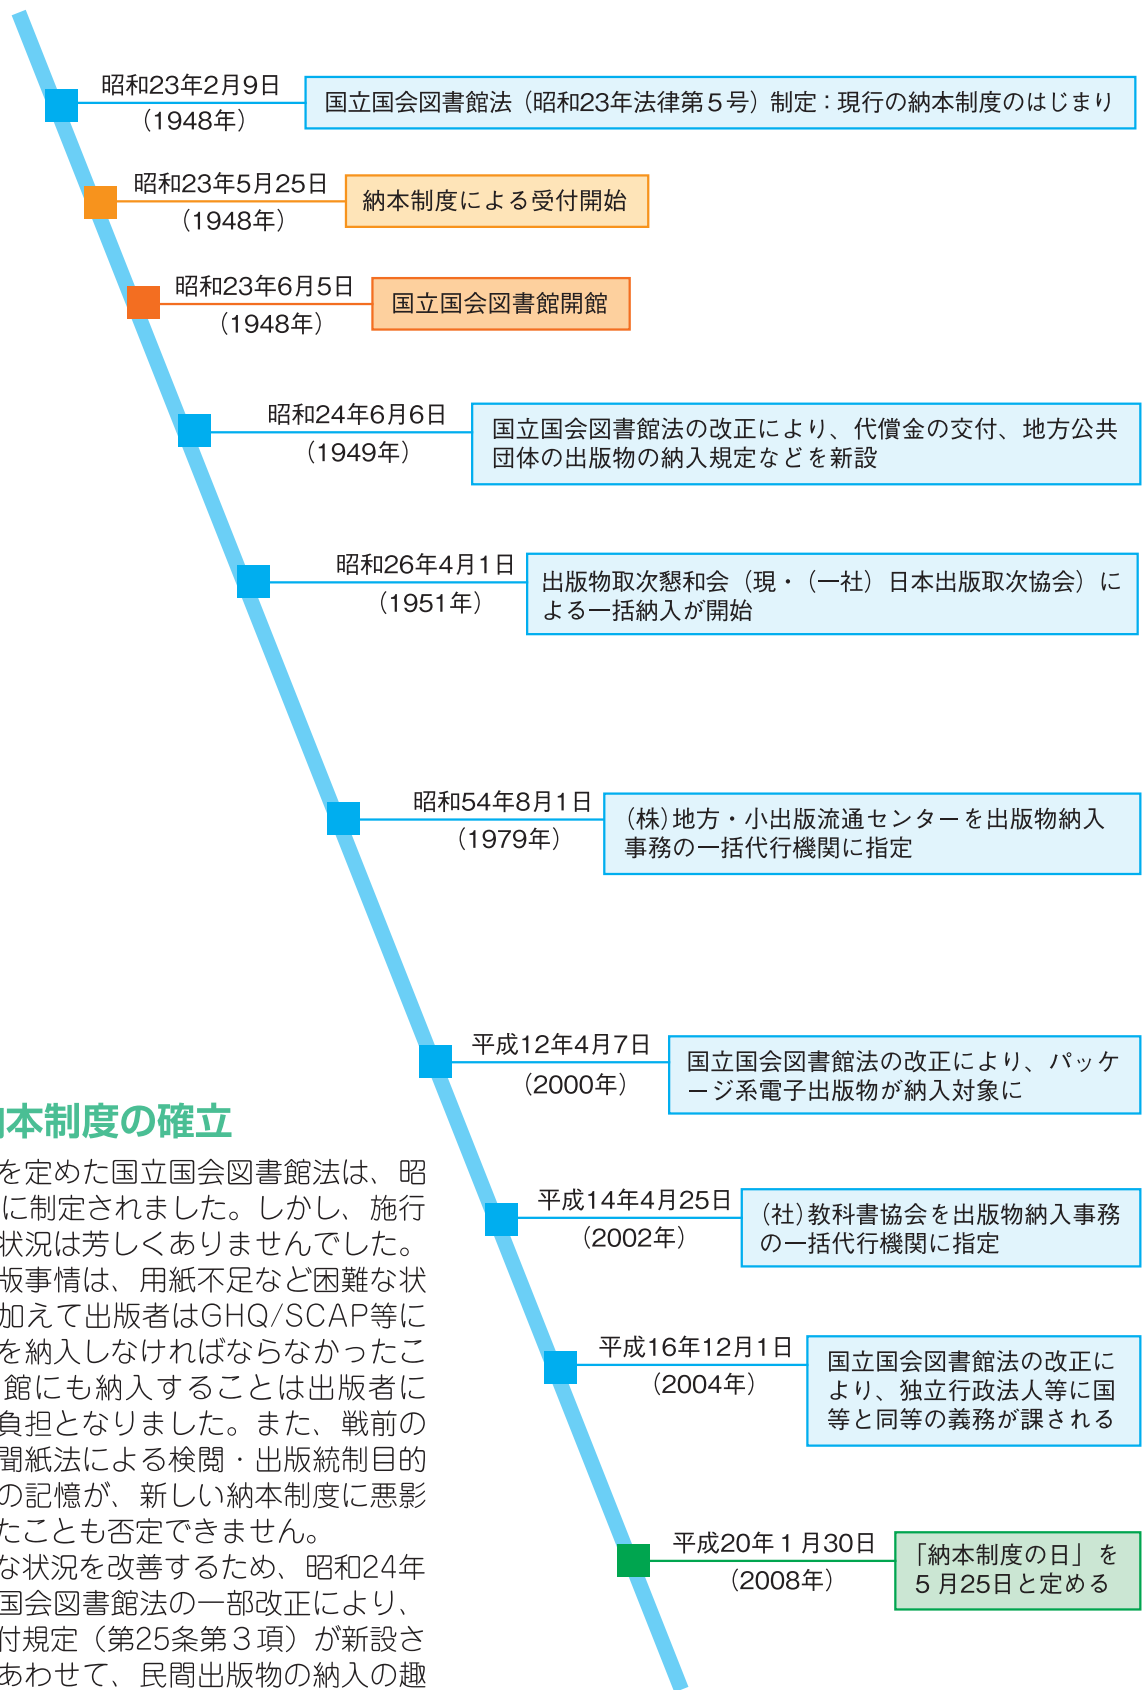 昭和23年2月9日
（1948年）
国立国会図書館法（昭和23年法律第５号）制定：現行の納本制度のはじまり
昭和23年5月25日
（1948年）
納本制度による受付開始
昭和23年6月5日
（1948年）
国立国会図書館開館
昭和24年6月6日
（1949年）
国立国会図書館法の改正により、代償金の交付、地方公共
団体の出版物の納入規定などを新設
昭和26年4月1日
（1951年）
出版物取次懇和会（現・（一社）日本出版取次協会）に
よる一括納入が開始
昭和54年8月1日
（1979年）
（株）地方・小出版流通センターを出版物納入
事務の一括代行機関に指定
平成12年4月7日
（2000年）
国立国会図書館法の改正により、パッケ
ージ系電子出版物が納入対象に
平成14年4月25日
（2002年）
（社）教科書協会を出版物納入事務
の一括代行機関に指定
平成16年12月1日
（2004年）
国立国会図書館法の改正に
より、独立行政法人等に国
等と同等の義務が課される
平成20年１月30日
（2008年）
「納本制度の日」を
５月25日と定める
本制度の確立
を定めた国立国会図書館法は、昭
に制定されました。しかし、施行
状況は芳しくありませんでした。
版事情は、用紙不足など困難な状
加えて出版者はGHQ/SCAP等に
を納入しなければならなかったこ
館にも納入することは出版者に
負担となりました。また、戦前の
聞紙法による検閲・出版統制目的
の記憶が、新しい納本制度に悪影
たことも否定できません。
な状況を改善するため、昭和24年
国会図書館法の一部改正により、
付規定（第25条第３項）が新設さ
あわせて、民間出版物の納入の趣